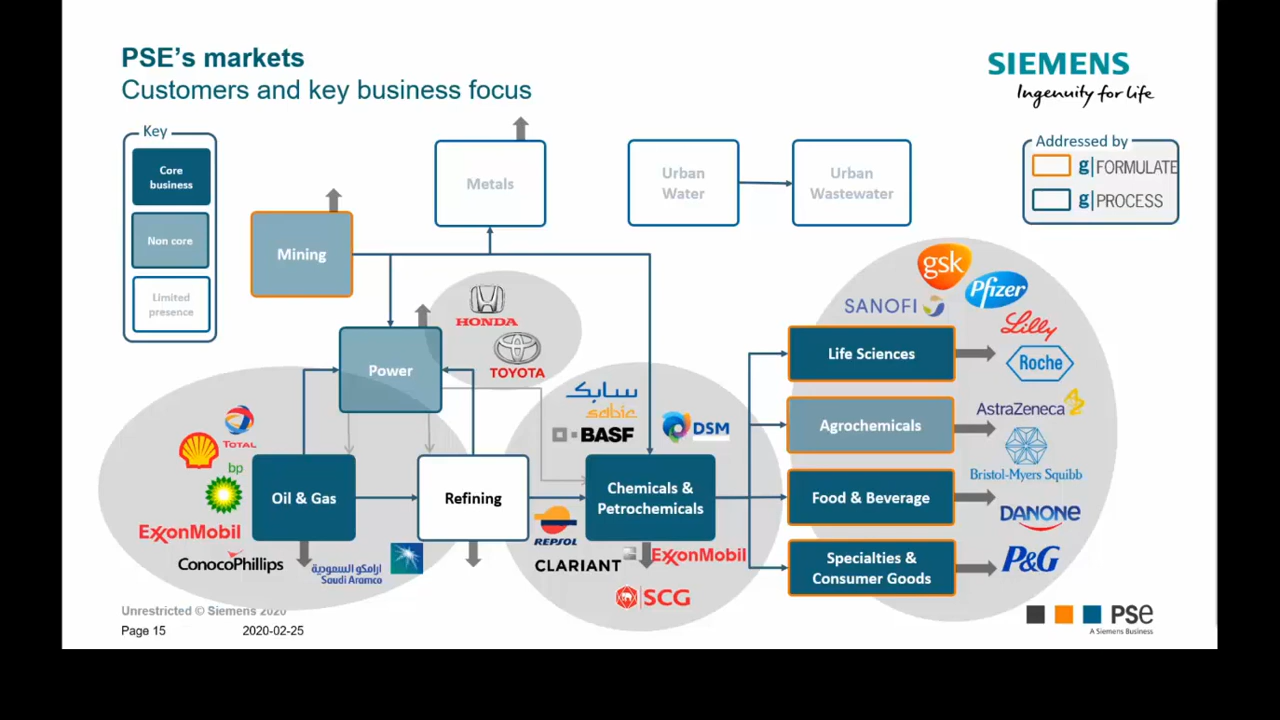 PSE's markets
Customers and key business focus
SIEMENS
Ingenuity for life
Key
Core
business
Non core
Limited
presence
Addressed by
g|FORMULATE
g|PROCESS
Metals
Urban
Water
Urban
Wastewater
Mining
HONDA
TOYOTA
Power
gsk
Pfizer
SANOFI
Lilly
Roche
Life Sciences
سابك
sabic
BASF
DSM
AstraZeneca
Agrochemicals
Bristol-Myers Squibb
TOTAL
bp
Oil & Gas
Refining
Chemicals &
Petrochemicals
Food & Beverage
DANONE
ExxonMobil
ConocoPhillips
أرامكو السعودية
Saudi Aramco
REPSOL
CLARIANT
ExxonMobil
SCG
Specialties &
Consumer Goods
P&G
Unrestricted © Siemens 2020
Page 15
2020-02-25
PSe
A Siemens Business